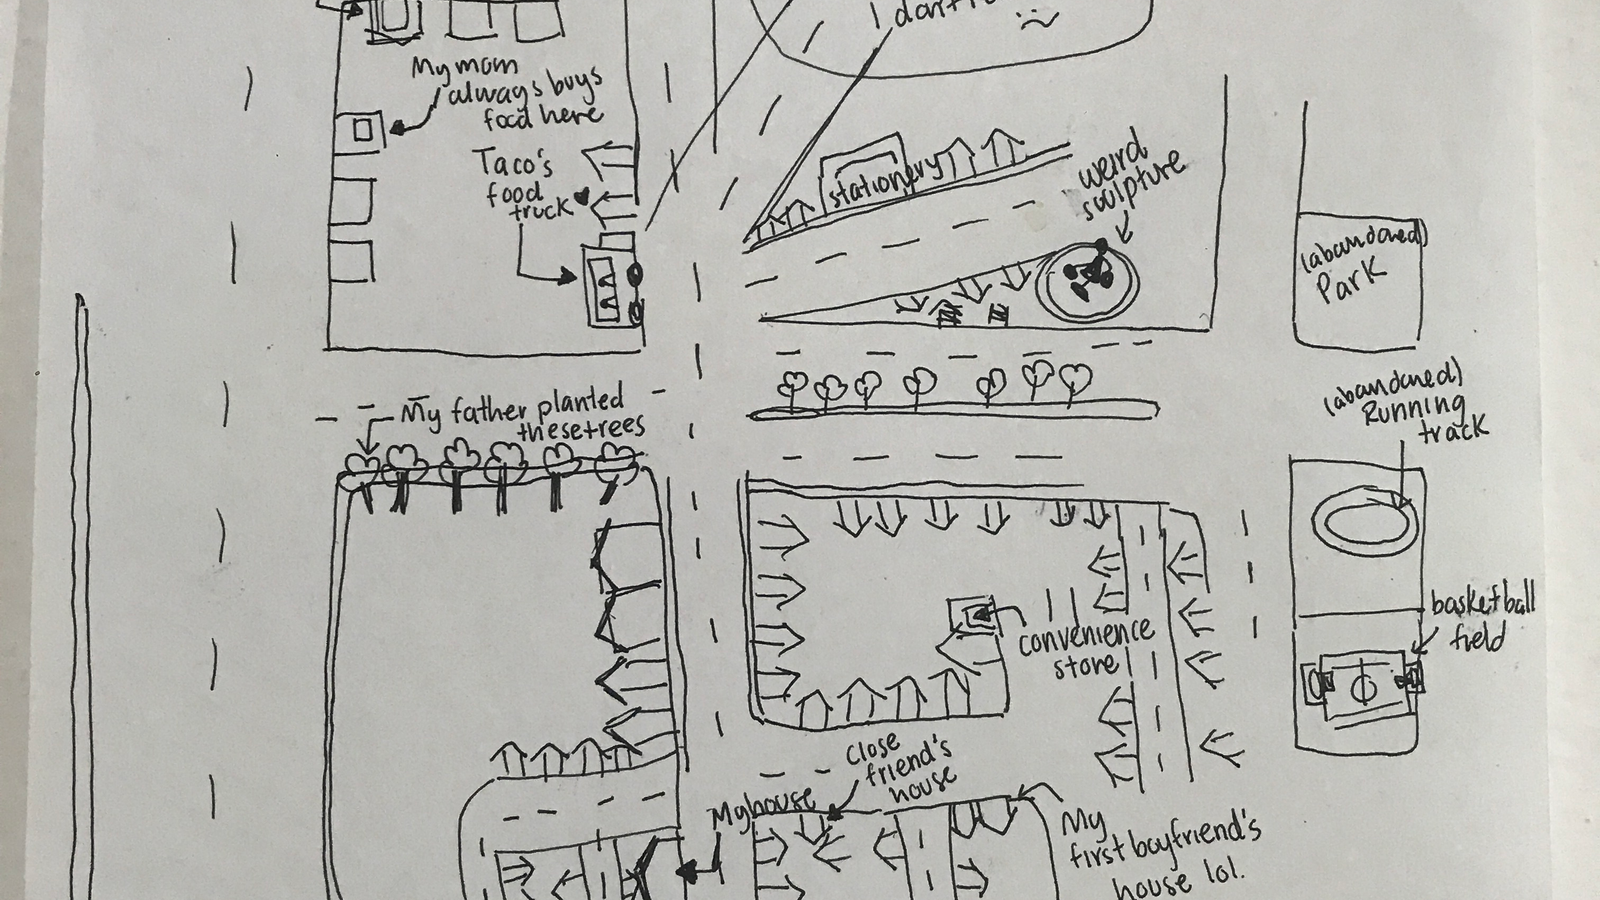 I don't
My mom
always buys
food here
Taco's
food
truck
stationery
weird
sculpture
(abandoned)
Park
My father planted
these trees
(abandoned)
Running
track
basketball
field
convenience
store
close
friend's
house
My house
My
first boyfriend's
house lol.